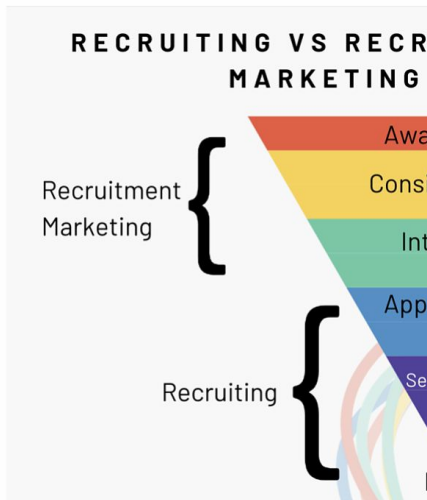 RECRUITING VS RECR
MARKETING
Awa
Consi
Recruitment
Marketing
Int
App
Se
Recruiting